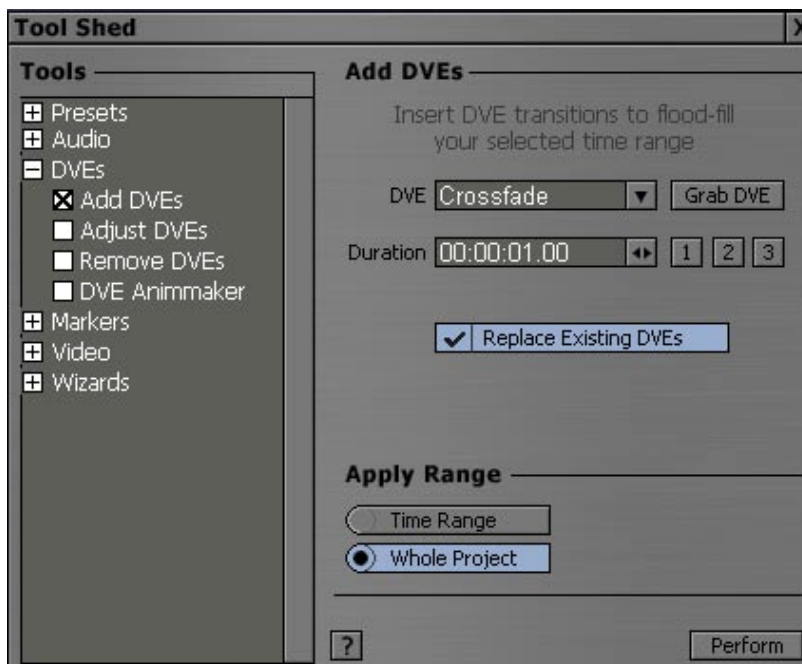 Tool Shed
X
Tools
Presets
Audio
DVEs
Add DVEs
Adjust DVEs
Remove DVEs
DVE Animmaker
Markers
Video
Wizards
Add DVEs
Insert DVE transitions to flood-fill
your selected time range
DVE Crossfade Grab DVE
Duration 00:00:01.00 1 2 3
Replace Existing DVEs
Apply Range
Time Range
Whole Project
? Perform